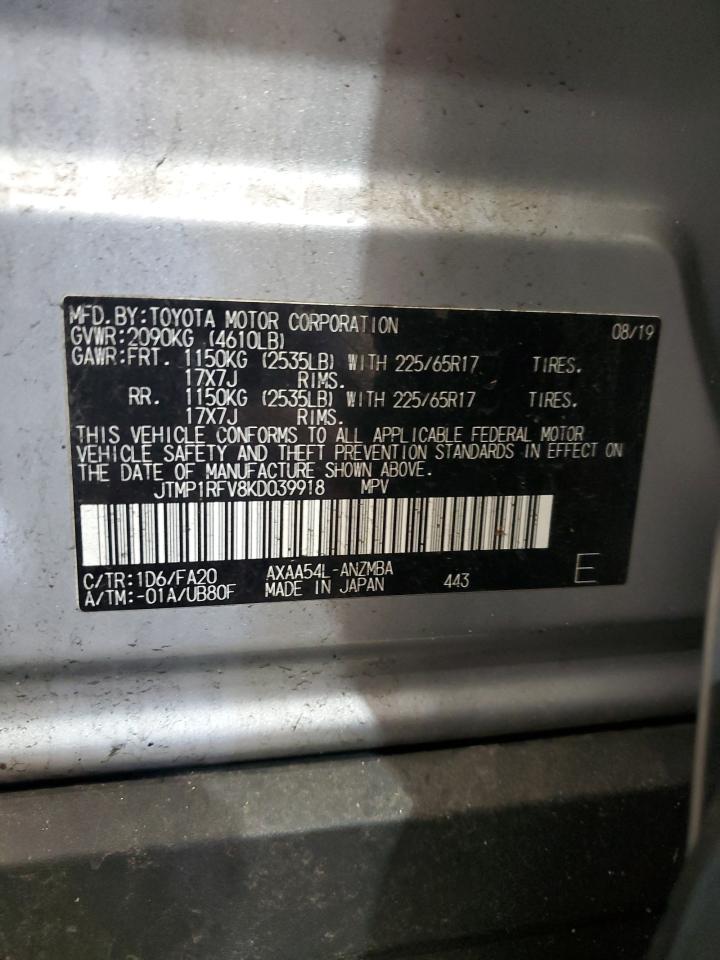 MFD.BY:TOYOTA MOTOR CORPORATION 08/19
GVWR:2090KG (4610LB)
GAWR:FRT. 1150KG (2535LB) WITH 225/65R17 TIRES.
17X7J RIMS.
RR. 1150KG (2535LB) WITH 225/65R17 TIRES.
17X7J RIMS.
THIS VEHICLE CONFORMS TO ALL APPLICABLE FEDERAL MOTOR
VEHICLE SAFETY AND THEFT PREVENTION STANDARDS IN EFFECT ON
THE DATE OF MANUFACTURE SHOWN ABOVE.
JTMP1RFV8KD039918 MPV
C/TR:1D6/FA20 AXAA54L-ANZMBA 443 E
A/TM:-01A/UB80F MADE IN JAPAN